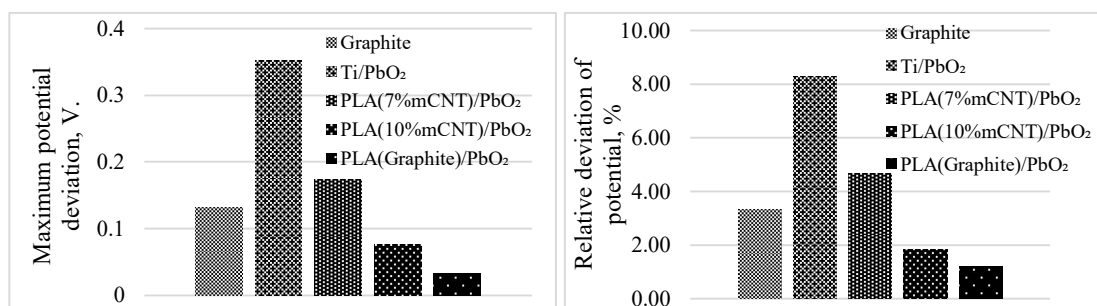 Maximum potential
deviation, V.
0.4
0.3
0.2
0.1
0
Graphite
Ti/PbO₂
PLA(7%mCNT)/PbO₂
PLA(10%mCNT)/PbO₂
PLA(Graphite)/PbO₂
Relative deviation of
potential, %
10.00
8.00
6.00
4.00
2.00
0.00
Graphite
Ti/PbO₂
PLA(7%mCNT)/PbO₂
PLA(10%mCNT)/PbO₂
PLA(Graphite)/PbO₂